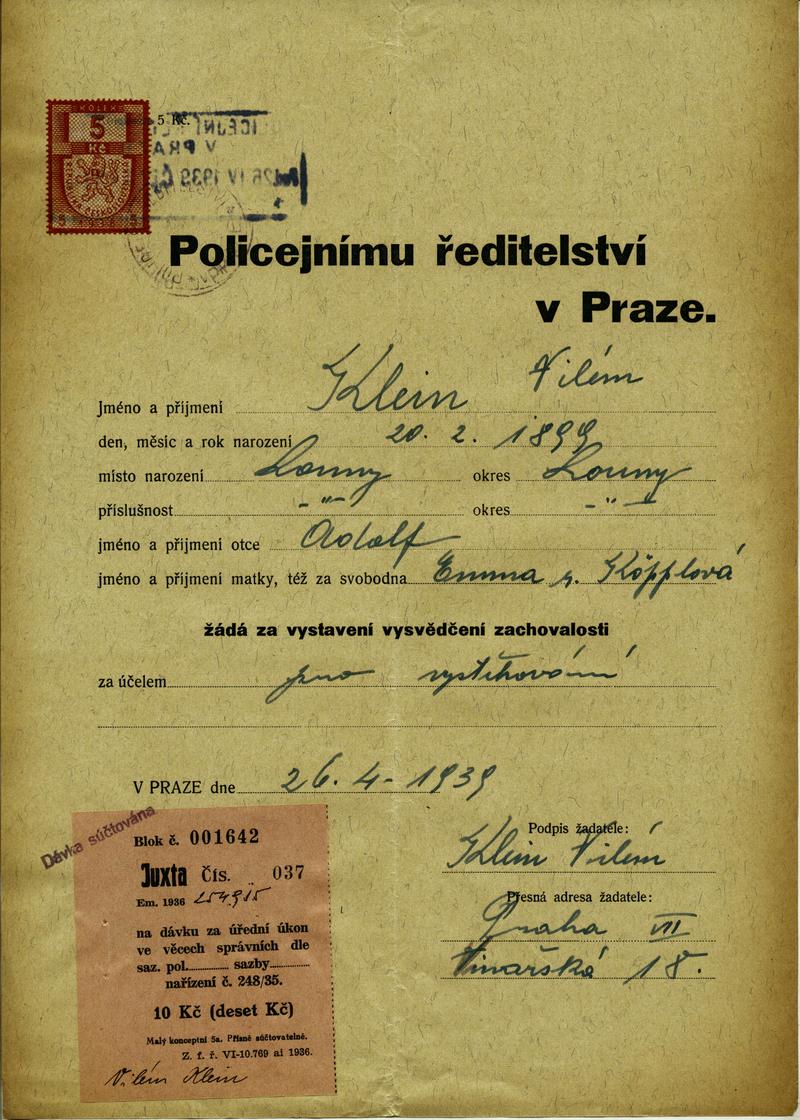 KOLEK
5
Kč
5 Kč.
Policejnímu ředitelství
v Praze.
Jméno a příjmení Klein Vilém
den, měsíc a rok narození 20. 2. 1899
místo narození Louny okres Louny
příslušnost -"- okres -"-
jméno a příjmení otce Adolf
jméno a příjmení matky, též za svobodna Emma r. Köpplová
žádá za vystavení vysvědčení zachovalosti
za účelem pro vystěhování
V PRAZE dne 26. 4 - 1939
Dávka súčtována
Blok č. 001642
Juxta Čís. 037
Em. 1936
na dávku za úřední úkon
ve věcech správních dle
saz. pol. sazby
nařízení č. 248/35.
10 Kč (deset Kč)
Malý konceptní 5a. Přísně súčtovatelné.
Z. f. ř. VI-10.769 ai 1936.
Vilém Klein
Podpis žadatele:
Klein Vilém
Přesná adresa žadatele:
Praha VII
Vinařská 18.